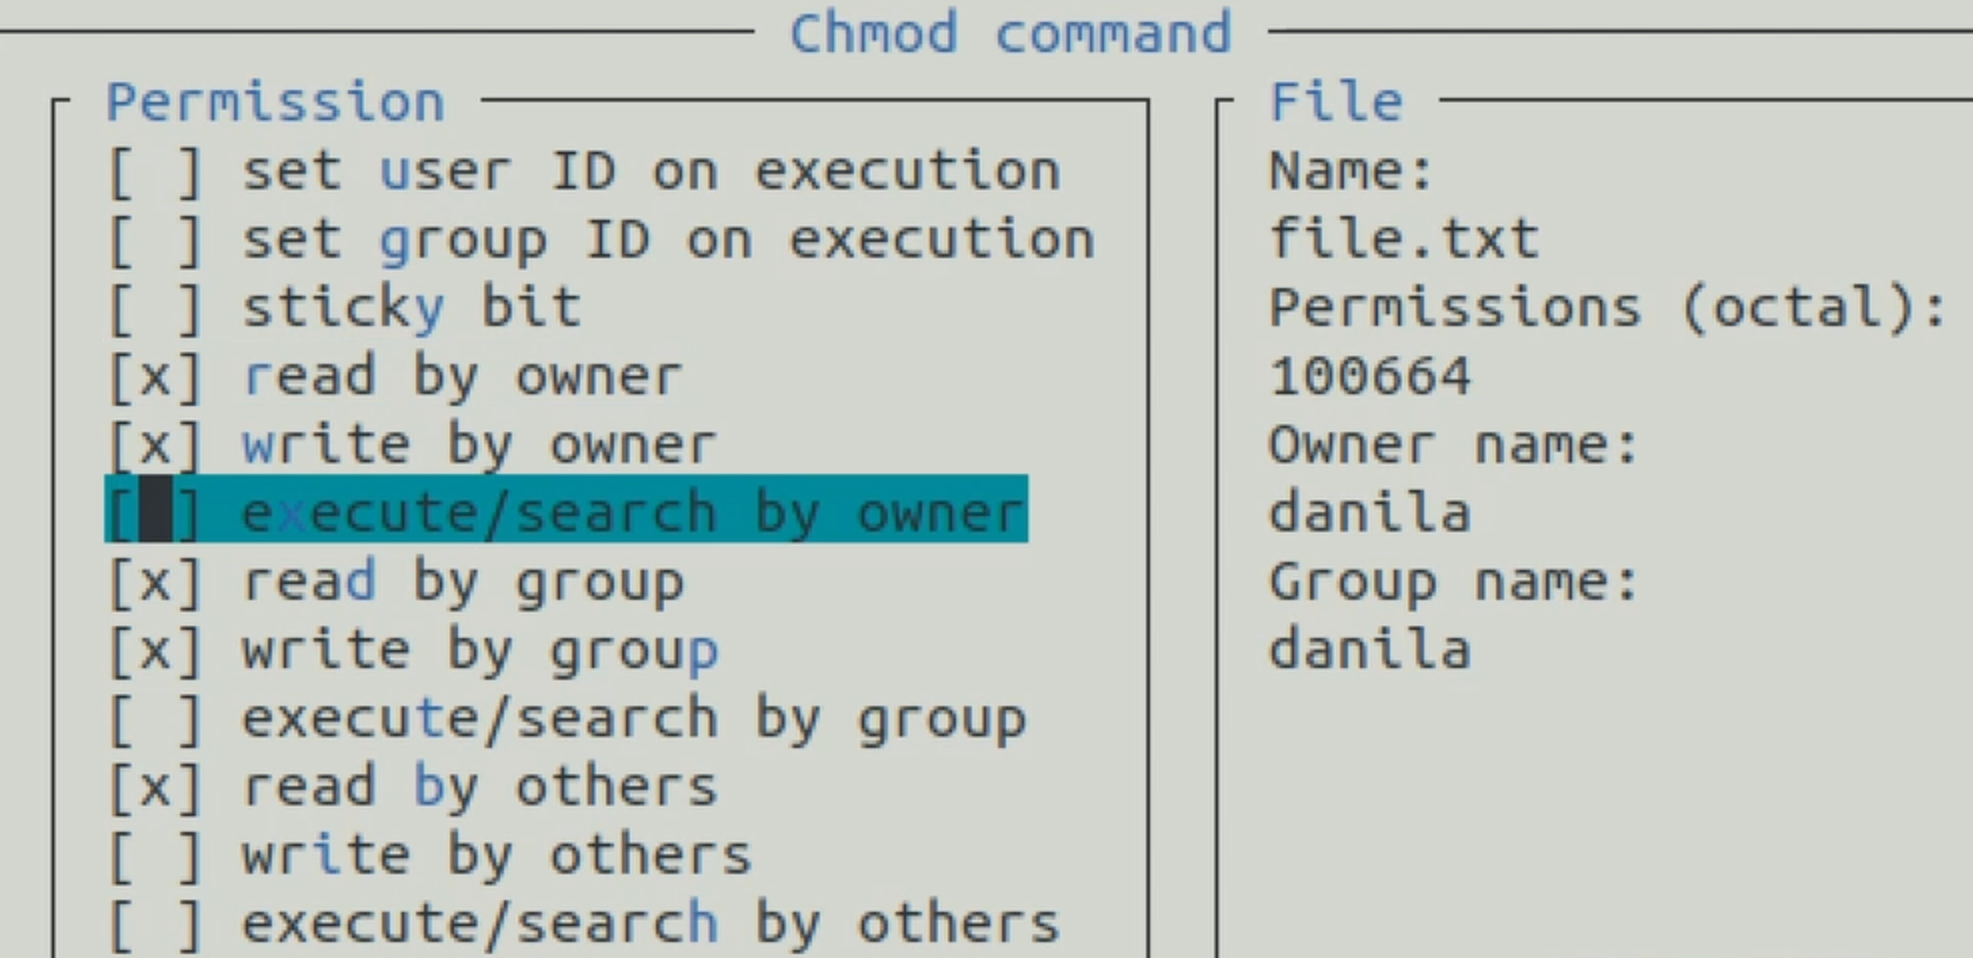 Chmod command
Permission
[ ] set user ID on execution
[ ] set group ID on execution
[ ] sticky bit
[x] read by owner
[x] write by owner
[ ] execute/search by owner
[x] read by group
[x] write by group
[ ] execute/search by group
[x] read by others
[ ] write by others
[ ] execute/search by others
File
Name:
file.txt
Permissions (octal):
100664
Owner name:
danila
Group name:
danila